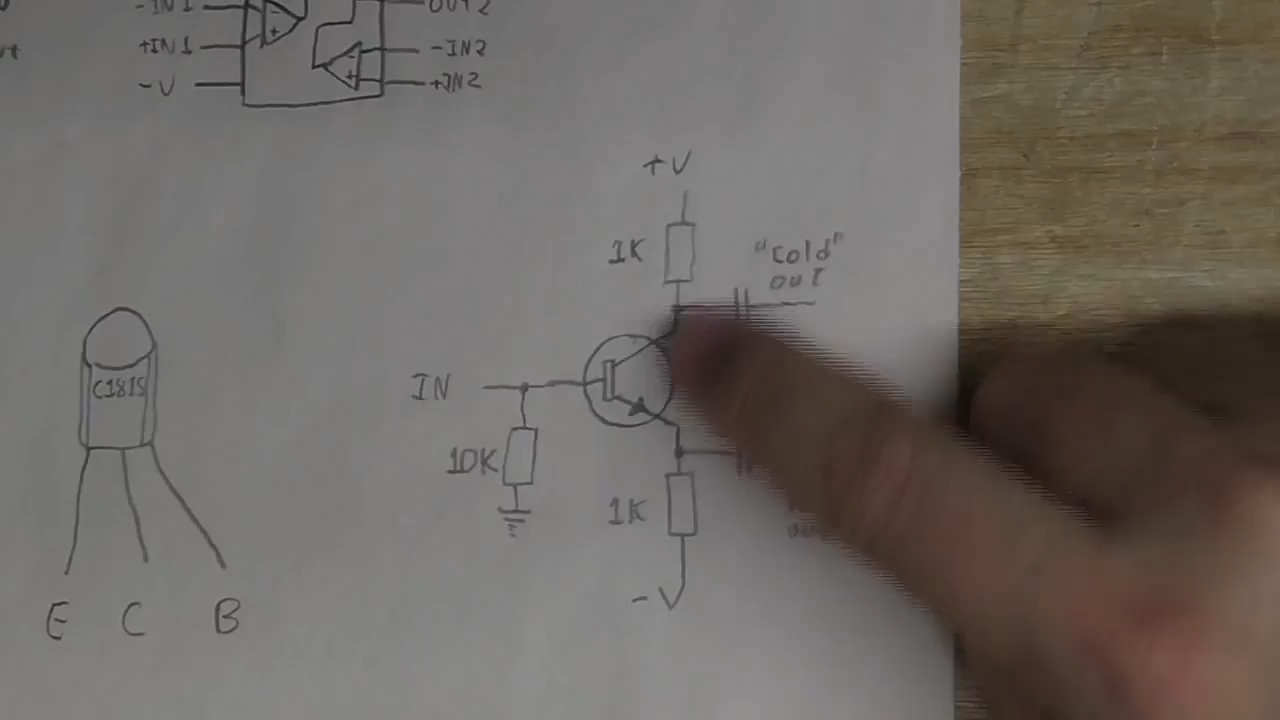 -IN1
OUT2
+IN1
-IN2
-V
+IN2
+V
1K
"Cold"
OUT
C1815
IN
10K
1K
-V
E C B